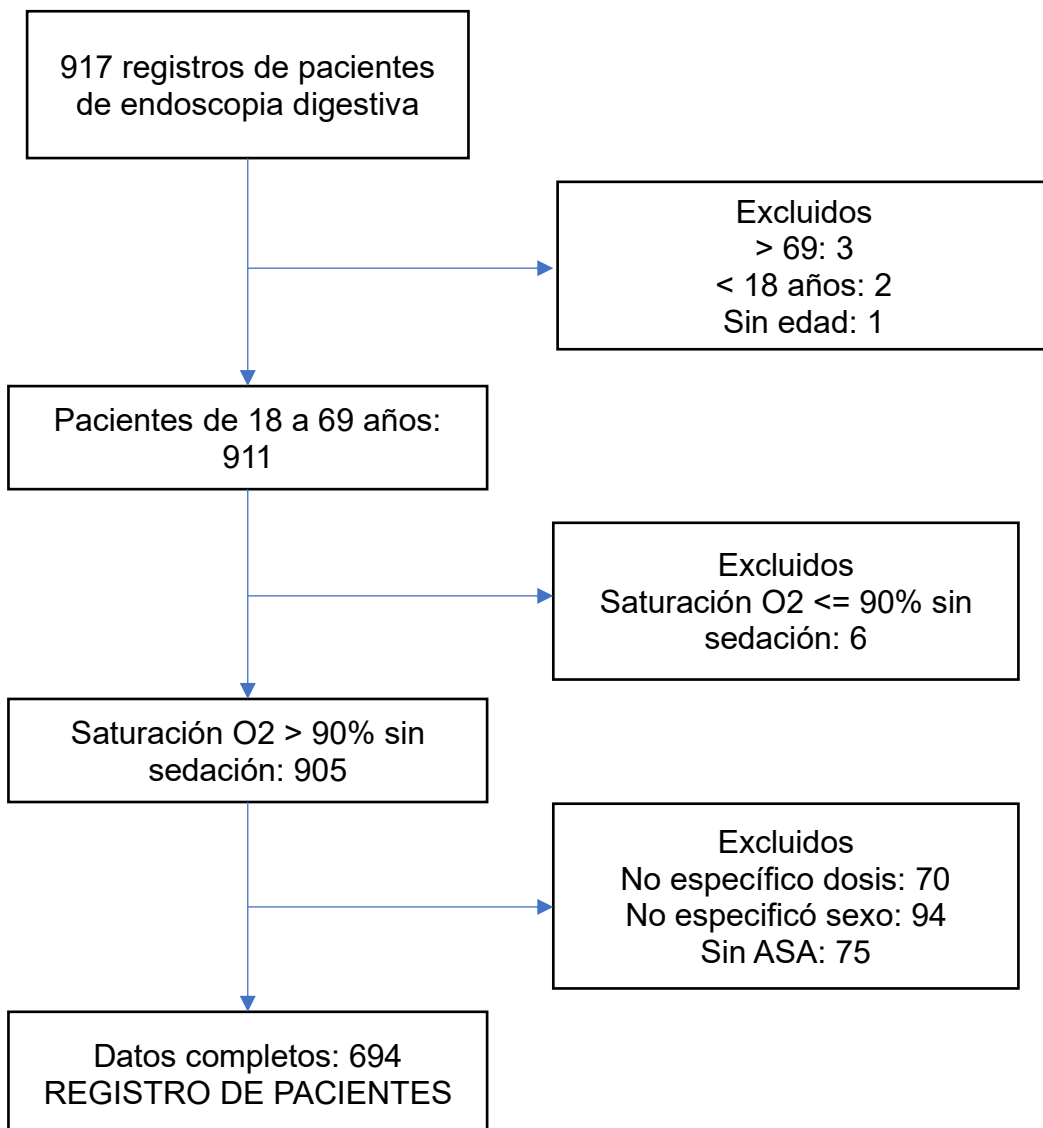 917 registros de pacientes
de endoscopia digestiva
Excluidos
> 69: 3
< 18 años: 2
Sin edad: 1
Pacientes de 18 a 69 años:
911
Excluidos
Saturación O2 <= 90% sin
sedación: 6
Saturación O2 > 90% sin
sedación: 905
Excluidos
No específico dosis: 70
No especificó sexo: 94
Sin ASA: 75
Datos completos: 694
REGISTRO DE PACIENTES